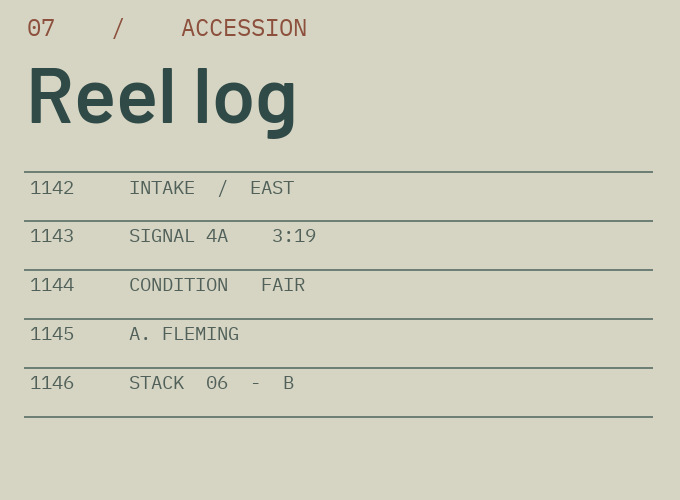 07 / ACCESSION
Reel log
1142 INTAKE / EAST
1143 SIGNAL 4A 3:19
1144 CONDITION FAIR
1145 A. FLEMING
1146 STACK 06 - B